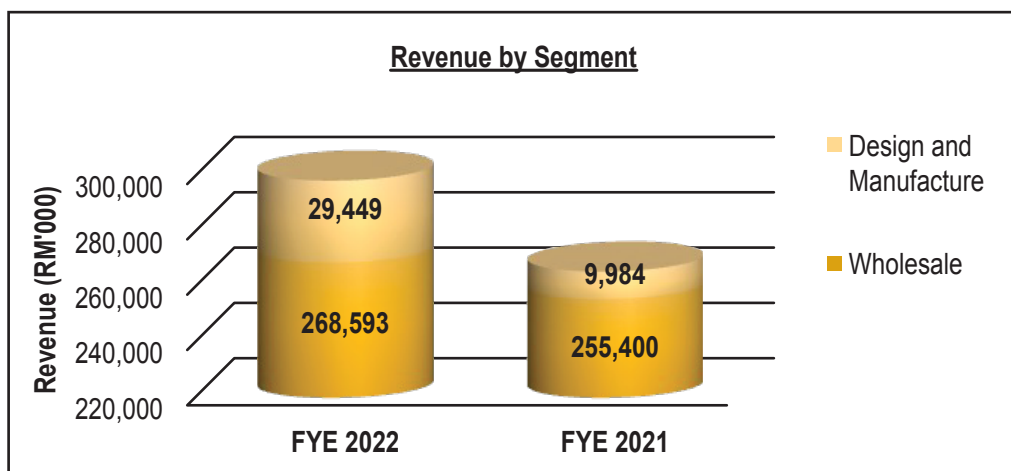 Revenue by Segment
Revenue (RM'000)
300,000
280,000
260,000
240,000
220,000
29,449
268,593
9,984
255,400
FYE 2022
FYE 2021
Design and
Manufacture
Wholesale